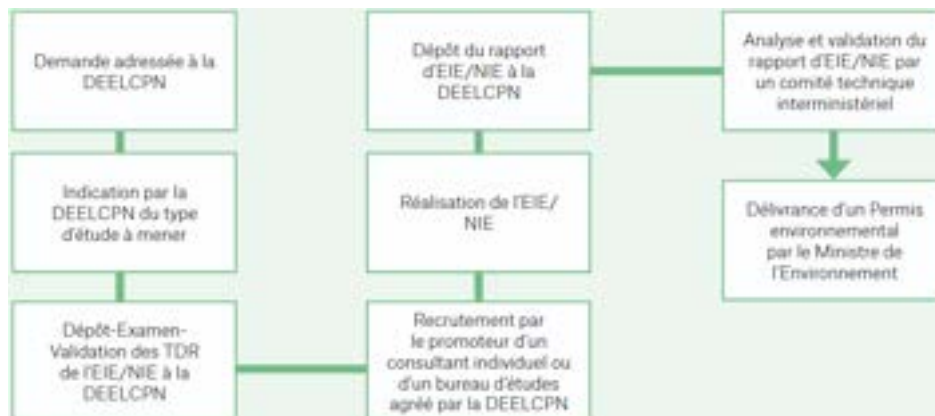 Demande adressée à la
DEELCPN
Indication par la
DEELCPN du type
d'étude à mener
Dépôt-Examen-
Validation des TDR
de l'EIE/NIE à la
DEELCPN
Recrutement par
le promoteur d'un
consultant individuel ou
d'un bureau d'études
agréé par la DEELCPN
Réalisation de l'EIE/
NIE
Dépôt du rapport
d'EIE/NIE à la
DEELCPN
Analyse et validation du
rapport d'EIE/NIE par
un comité technique
interministériel
Délivrance d'un Permis
environnemental
par le Ministre de
l'Environnement